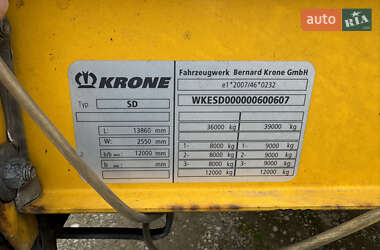 auto RIA
.com
KRONE
Fahrzeugwerk Bernard Krone GmbH
e1*2007/46*0232
Typ SD
WKESD000000600607
L: 13860 mm
W: 2550 mm
12000 mm
mm
36000 kg 39000 kg
1- 8000 kg 1- 9000 kg
2- 8000 kg 2- 9000 kg
3- 8000 kg 3- 9000 kg
12000 kg 12000 kg